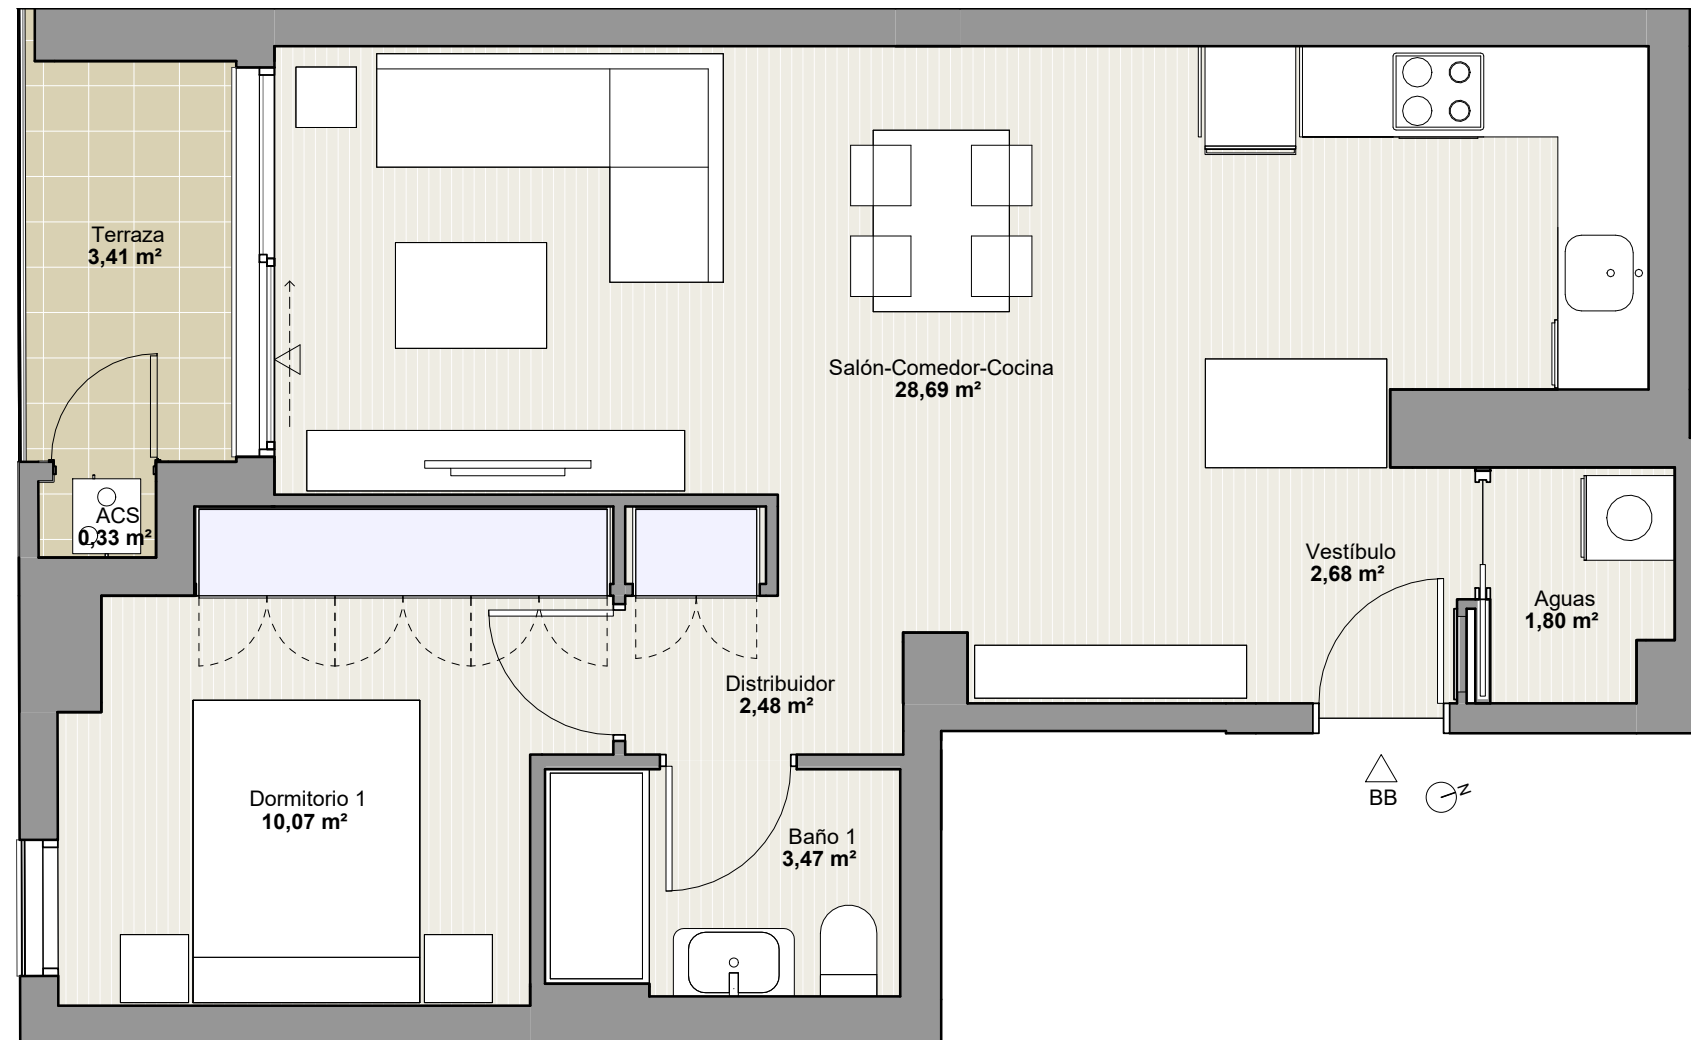 Terraza
3,41 m²
Salón-Comedor-Cocina
28,69 m²
ACS
0,33 m²
Vestíbulo
2,68 m²
Aguas
1,80 m²
Distribuidor
2,48 m²
Dormitorio 1
10,07 m²
Baño 1
3,47 m²
BB
N